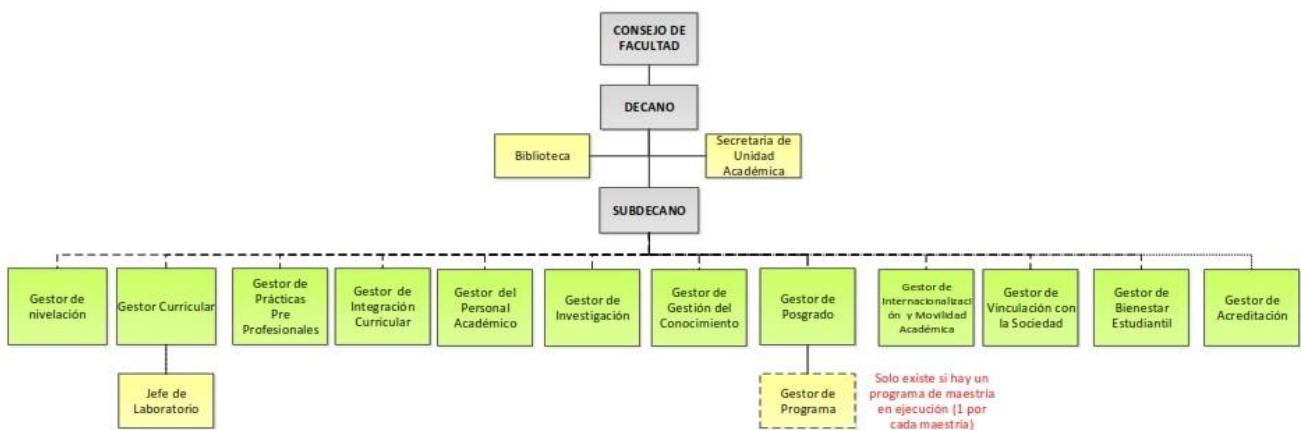 CONSEJO DE
FACULTAD
DECANO
Biblioteca
Secretaria de
Unidad
Académica
SUBDECANO
Gestor de
nivelación
Gestor Curricular
Gestor de
Prácticas
Pre
Profesionales
Gestor de
Integración
Curricular
Gestor del
Personal
Académico
Gestor de
Investigación
Gestor de
Gestión del
Conocimiento
Gestor de
Posgrado
Gestor de
Internacionalizaci
ón y Movilidad
Académica
Gestor de
Vinculación con
la Sociedad
Gestor de
Bienestar
Estudiantil
Gestor de
Acreditación
Jefe de
Laboratorio
Gestor de
Programa
Solo existe si hay un
programa de maestría
en ejecución (1 por
cada maestría)